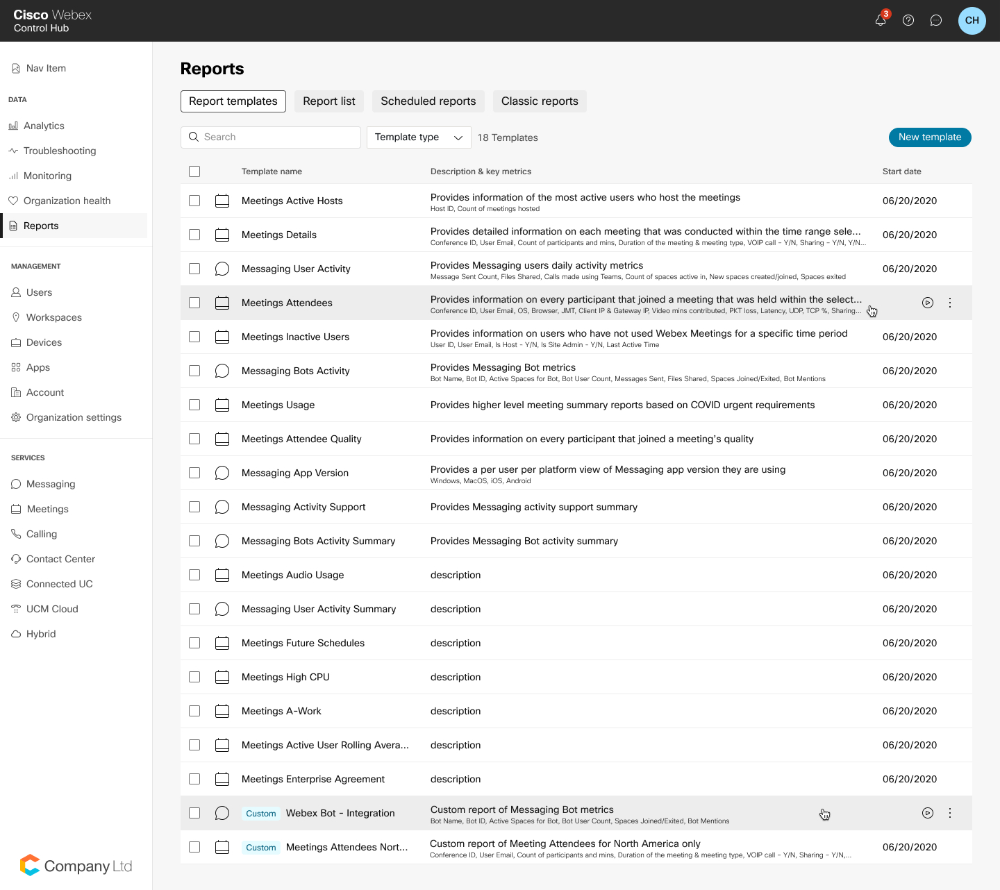 Cisco Webex
Control Hub
3
CH
Nav Item
DATA
Analytics
Troubleshooting
Monitoring
Organization health
Reports
MANAGEMENT
Users
Workspaces
Devices
Apps
Account
Organization settings
SERVICES
Messaging
Meetings
Calling
Contact Center
Connected UC
UCM Cloud
Hybrid
Company Ltd
Reports
Report templates Report list Scheduled reports Classic reports
Search Template type 18 Templates New template
Template name Description & key metrics Start date
Meetings Active Hosts Provides information of the most active users who host the meetings 06/20/2020
Host ID, Count of meetings hosted
Meetings Details Provides detailed information on each meeting that was conducted within the time range sele... 06/20/2020
Conference ID, User Email, Count of participants and mins, Duration of the meeting & meeting type, VOIP call – Y/N, Sharing – Y/N, Y/N...
Messaging User Activity Provides Messaging users daily activity metrics 06/20/2020
Message Sent Count, Files Shared, Calls made using Teams, Count of spaces active in, New spaces created/joined, Spaces exited
Meetings Attendees Provides information on every participant that joined a meeting that was held within the select...
Conference ID, User Email, OS, Browser, JMT, Client IP & Gateway IP, Video mins contributed, PKT loss, Latency, UDP, TCP %, Sharing...
Meetings Inactive Users Provides information on users who have not used Webex Meetings for a specific time period 06/20/2020
User ID, User Email, Is Host - Y/N, Is Site Admin - Y/N, Last Active Time
Messaging Bots Activity Provides Messaging Bot metrics 06/20/2020
Bot Name, Bot ID, Active Spaces for Bot, Bot User Count, Messages Sent, Files Shared, Spaces Joined/Exited, Bot Mentions
Meetings Usage Provides higher level meeting summary reports based on COVID urgent requirements 06/20/2020
Meetings Attendee Quality Provides information on every participant that joined a meeting's quality 06/20/2020
Messaging App Version Provides a per user per platform view of Messaging app version they are using 06/20/2020
Windows, MacOS, iOS, Android
Messaging Activity Support Provides Messaging activity support summary 06/20/2020
Messaging Bots Activity Summary Provides Messaging Bot activity summary 06/20/2020
Meetings Audio Usage description 06/20/2020
Messaging User Activity Summary description 06/20/2020
Meetings Future Schedules description 06/20/2020
Meetings High CPU description 06/20/2020
Meetings A-Work description 06/20/2020
Meetings Active User Rolling Avera... description 06/20/2020
Meetings Enterprise Agreement description 06/20/2020
Custom Webex Bot - Integration Custom report of Messaging Bot metrics
Bot Name, Bot ID, Active Spaces for Bot, Bot User Count, Spaces Joined/Exited, Bot Mentions
Custom Meetings Attendees Nort... Custom report of Meeting Attendees for North America only 06/20/2020
Conference ID, User Email, Count of participants and mins, Duration of the meeting & meeting type, VOIP call – Y/N, Sharing – Y/N,...